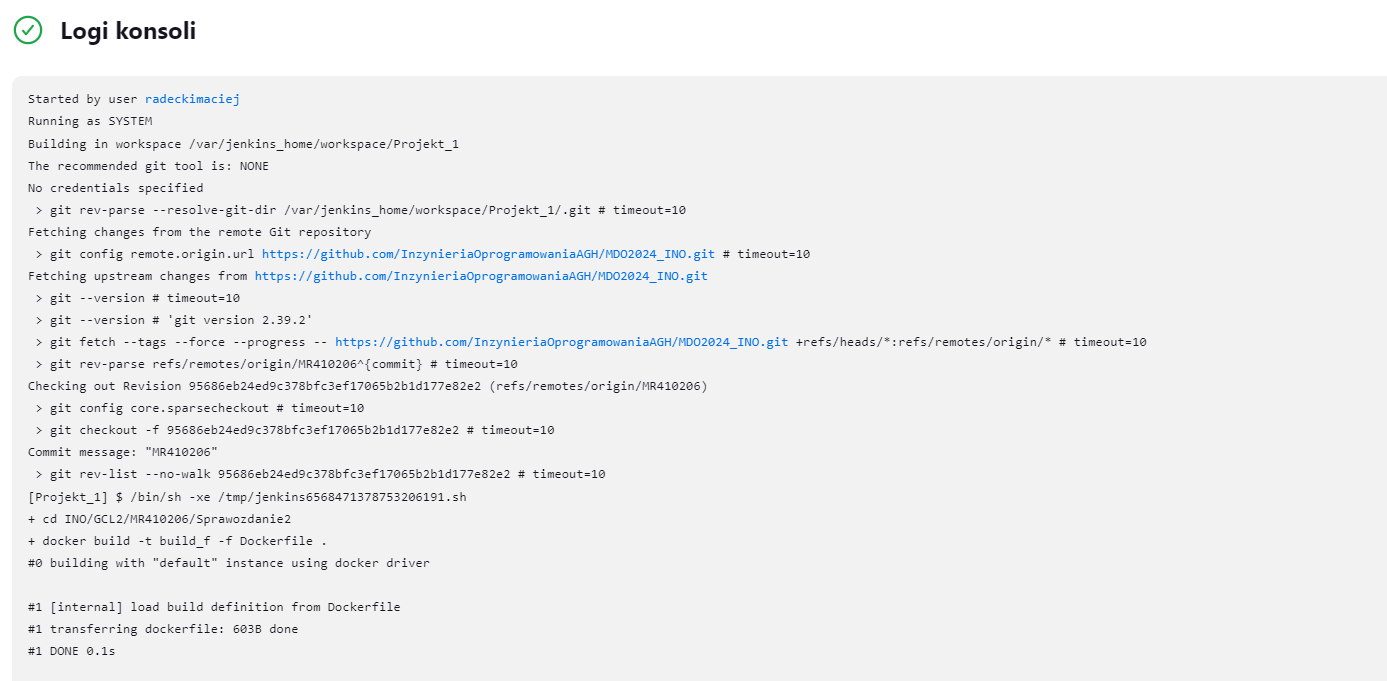 Logi konsoli
Started by user radeckimaciej
Running as SYSTEM
Building in workspace /var/jenkins_home/workspace/Projekt_1
The recommended git tool is: NONE
No credentials specified
 > git rev-parse --resolve-git-dir /var/jenkins_home/workspace/Projekt_1/.git # timeout=10
Fetching changes from the remote Git repository
 > git config remote.origin.url https://github.com/InzynieriaOprogramowaniaAGH/MDO2024_INO.git # timeout=10
Fetching upstream changes from https://github.com/InzynieriaOprogramowaniaAGH/MDO2024_INO.git
 > git --version # timeout=10
 > git --version # 'git version 2.39.2'
 > git fetch --tags --force --progress -- https://github.com/InzynieriaOprogramowaniaAGH/MDO2024_INO.git +refs/heads/*:refs/remotes/origin/* # timeout=10
 > git rev-parse refs/remotes/origin/MR410206^{commit} # timeout=10
Checking out Revision 95686eb24ed9c378bfc3ef17065b2b1d177e82e2 (refs/remotes/origin/MR410206)
 > git config core.sparsecheckout # timeout=10
 > git checkout -f 95686eb24ed9c378bfc3ef17065b2b1d177e82e2 # timeout=10
Commit message: "MR410206"
 > git rev-list --no-walk 95686eb24ed9c378bfc3ef17065b2b1d177e82e2 # timeout=10
[Projekt_1] $ /bin/sh -xe /tmp/jenkins6568471378753206191.sh
+ cd INO/GCL2/MR410206/Sprawozdanie2
+ docker build -t build_f -f Dockerfile .
#0 building with "default" instance using docker driver
#1 [internal] load build definition from Dockerfile
#1 transferring dockerfile: 603B done
#1 DONE 0.1s